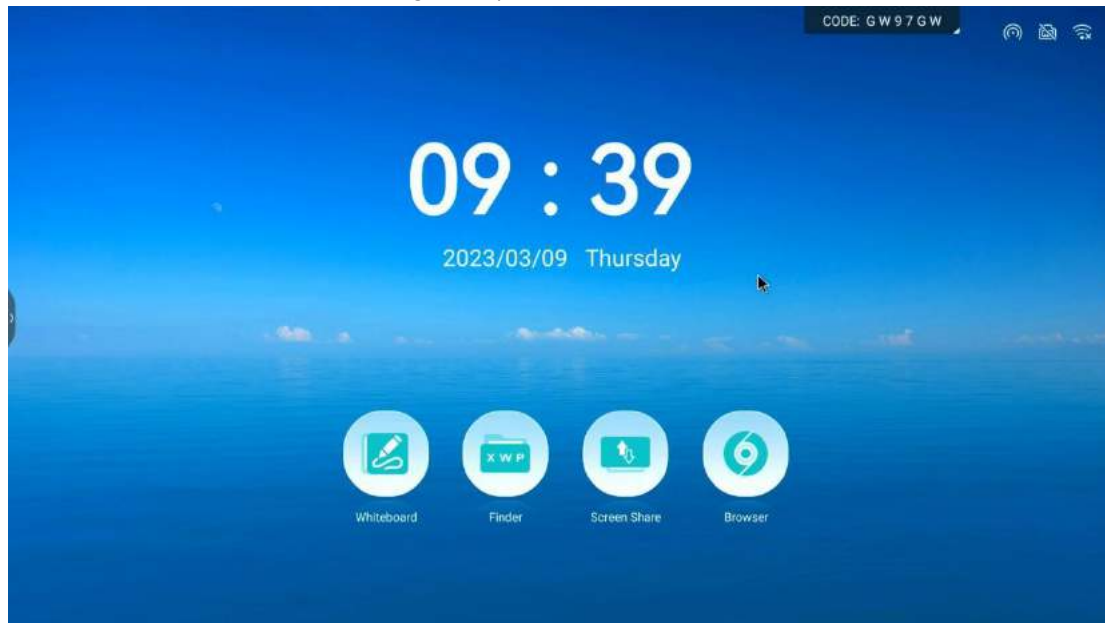 CODE: G W 9 7 G W
09 : 39
2023/03/09 Thursday
X W P
Whiteboard Finder Screen Share Browser